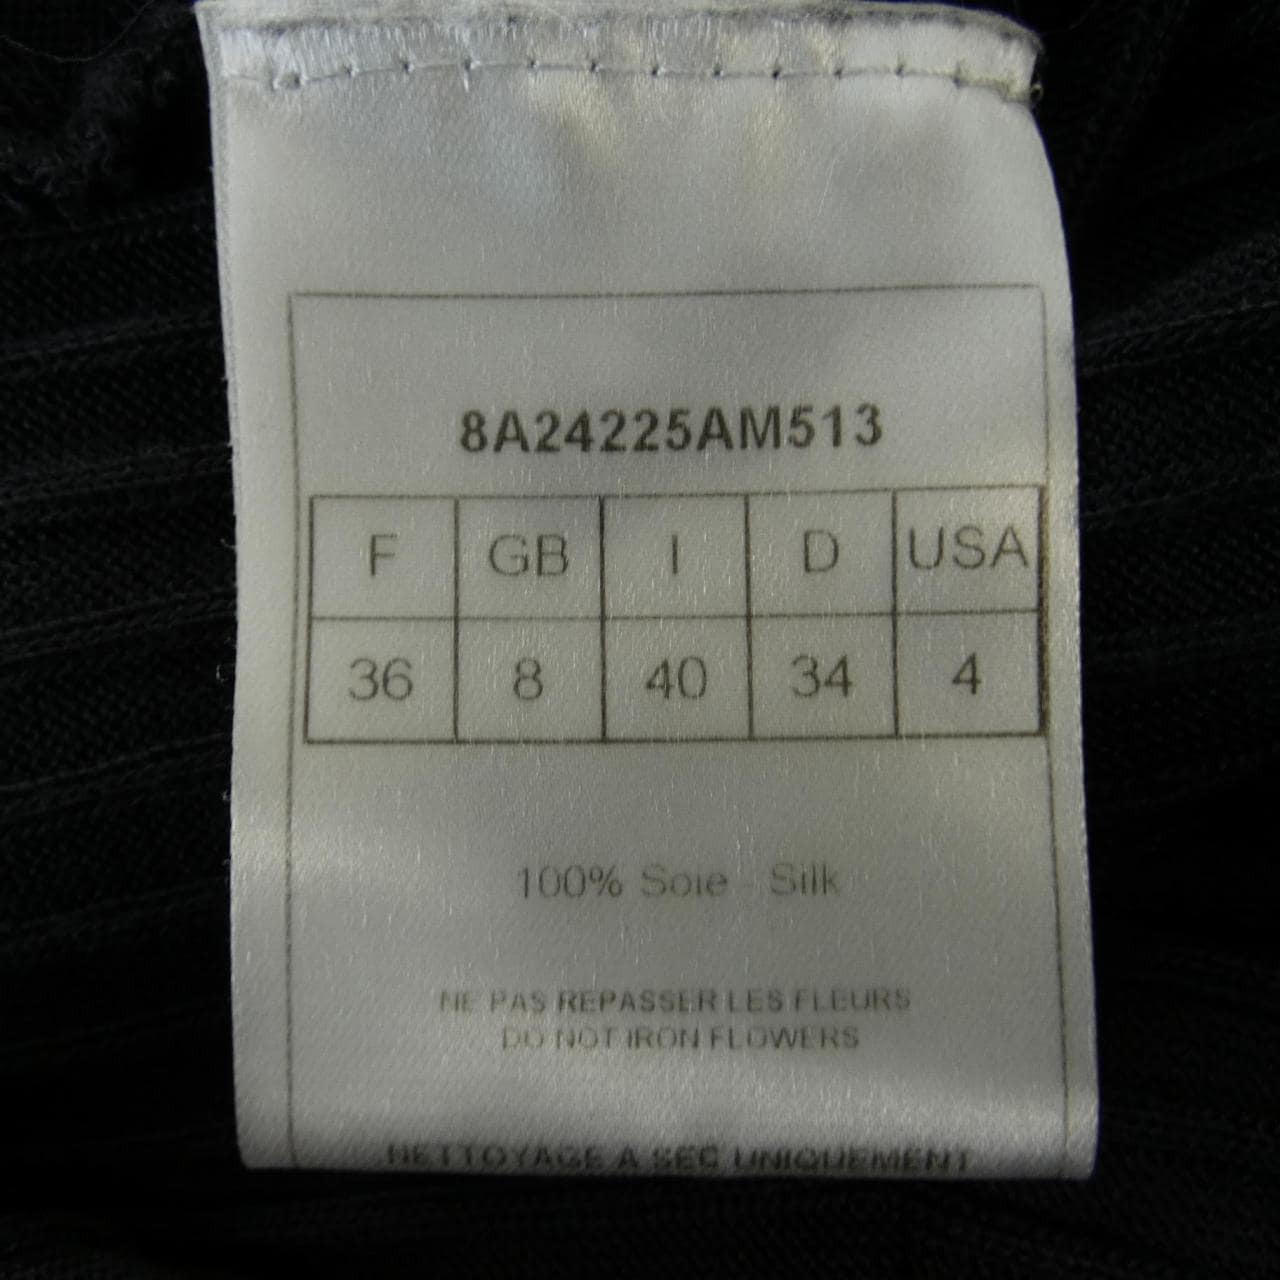 8A24225AM513
F GB I D USA
36 8 40 34 4
100% Soie - Silk
NE PAS REPASSER LES FLEURS
DO NOT IRON FLOWERS
NETTOYAGE A SEC UNIQUEMENT